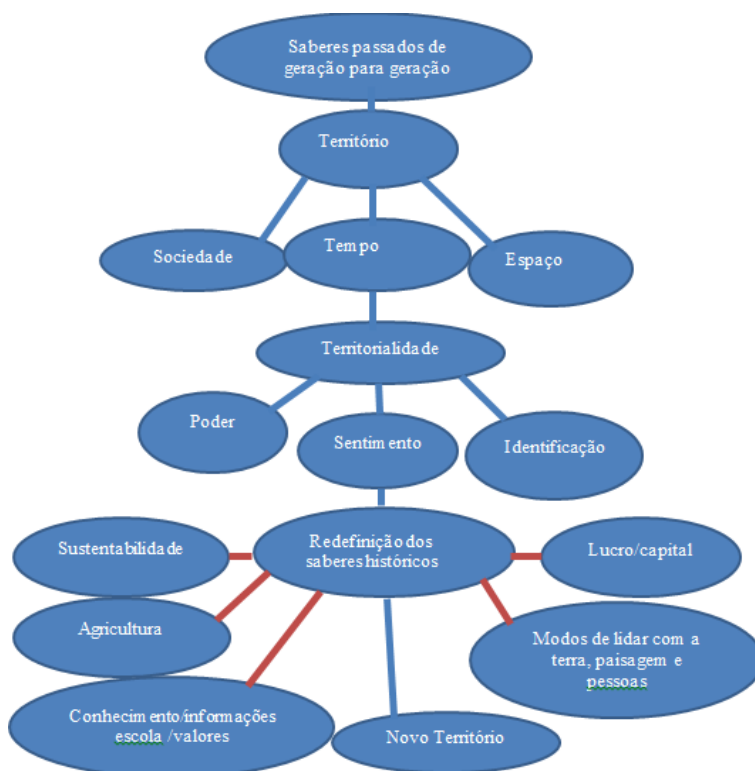 Saberes passados de
geração para geração
Território
Sociedade
Tempo
Espaço
Territorialidade
Poder
Sentimento
Identificação
Sustentabilidade
Redefinição dos
saberes históricos
Lucro/capital
Agricultura
Modos de lidar com a
terra, paisagem e
pessoas
Conhecimento/informações
escola /valores
Novo Território